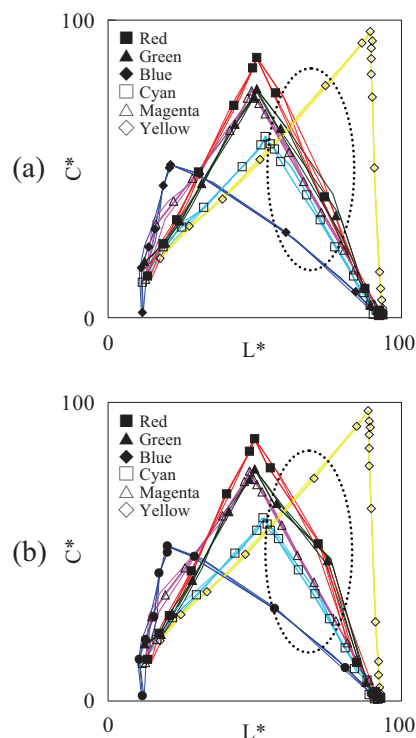 100
Red
Green
Blue
Cyan
Magenta
Yellow
(a)
C*
0
L*
100
100
Red
Green
Blue
Cyan
Magenta
Yellow
(b)
C*
0
0
L*
100